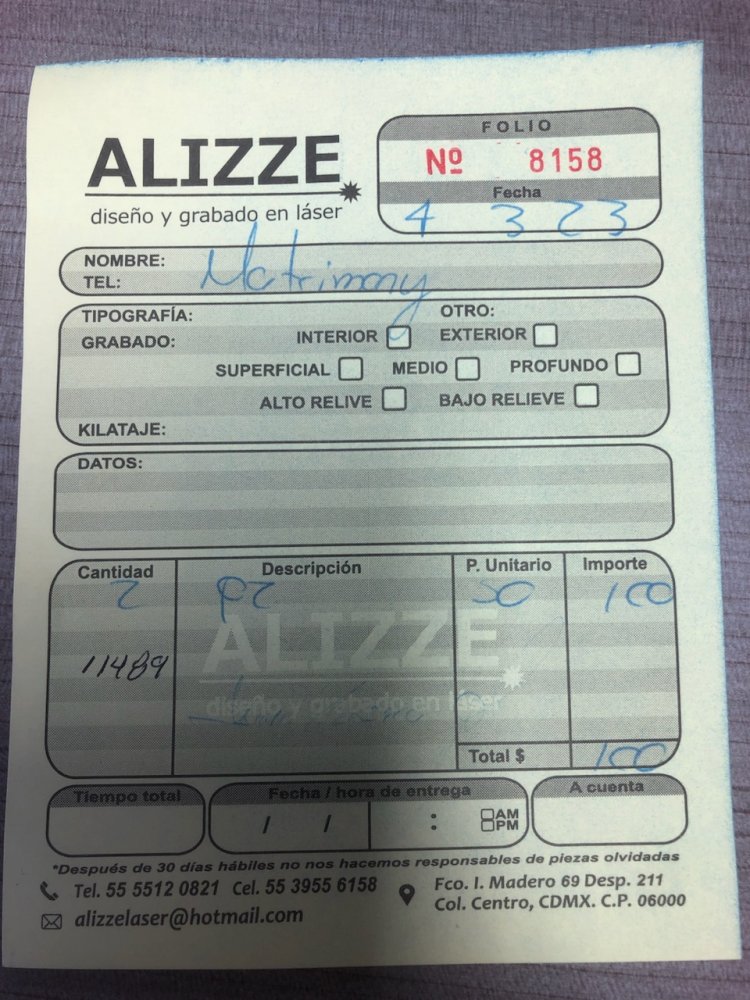 ALIZZE
diseño y grabado en láser
FOLIO
Nº 8158
Fecha
4 3 23
NOMBRE: Matrimony
TEL:
TIPOGRAFÍA: OTRO:
GRABADO: INTERIOR EXTERIOR
SUPERFICIAL MEDIO PROFUNDO
ALTO RELIVE BAJO RELIEVE
KILATAJE:
DATOS:
Cantidad Descripción P. Unitario Importe
2 pz 50 100
ALIZZE
11489
diseño y grabado en láser
Total $ 100
Tiempo total Fecha / hora de entrega A cuenta
/ / : AM
PM
*Después de 30 días hábiles no nos hacemos responsables de piezas olvidadas
Tel. 55 5512 0821 Cel. 55 3955 6158
alizzelaser@hotmail.com
Fco. I. Madero 69 Desp. 211
Col. Centro, CDMX. C.P. 06000